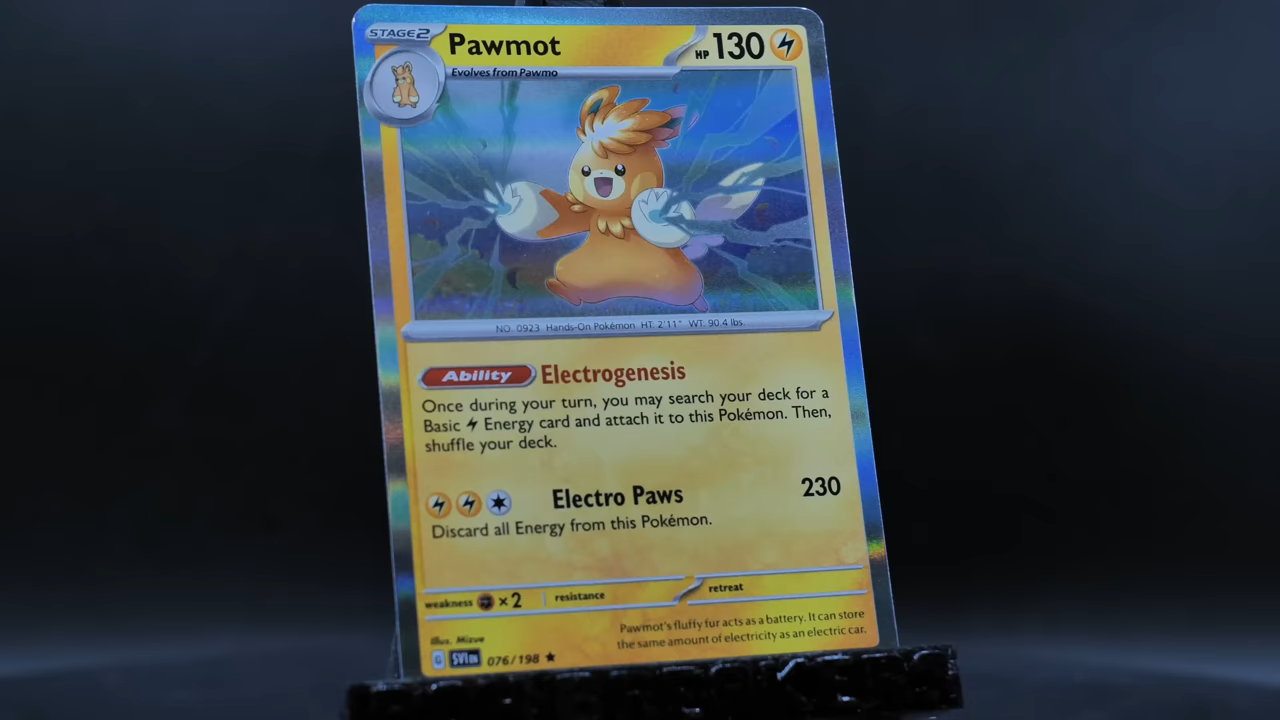 STAGE2 Pawmot HP 130
Evolves from Pawmo
NO. 0923 Hands-On Pokémon HT: 2'11" WT: 90.4 lbs.
Ability Electrogenesis
Once during your turn, you may search your deck for a
Basic Energy card and attach it to this Pokémon. Then,
shuffle your deck.
Electro Paws 230
Discard all Energy from this Pokémon.
weakness ×2 resistance retreat
Pawmot's fluffy fur acts as a battery. It can store
the same amount of electricity as an electric car.
Illus. Mizue
G SVI EN 076/198